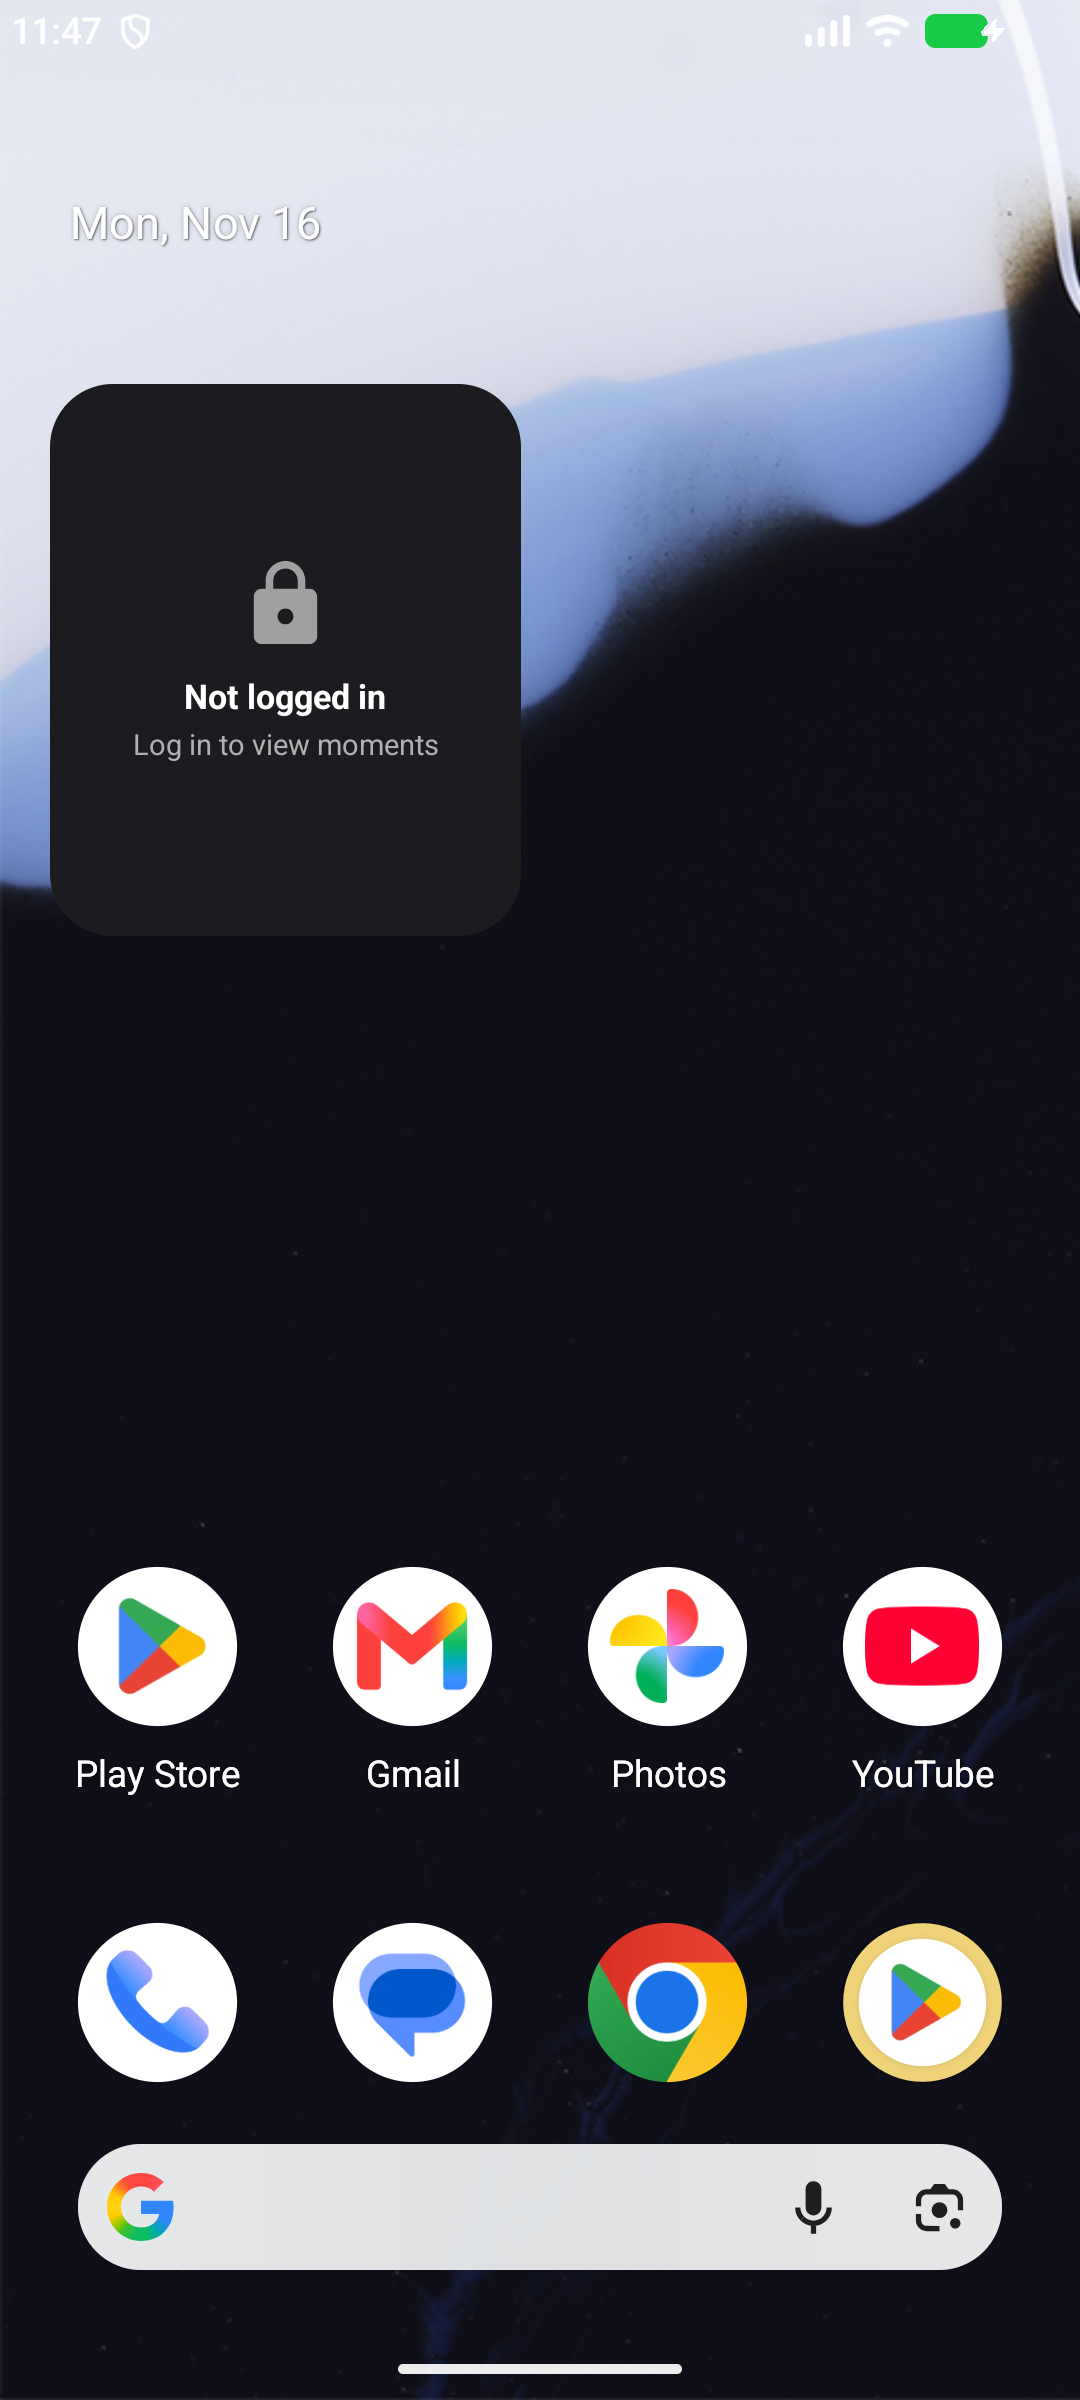 11:47
Mon, Nov 16
Not logged in
Log in to view moments
Play Store
Gmail
Photos
YouTube